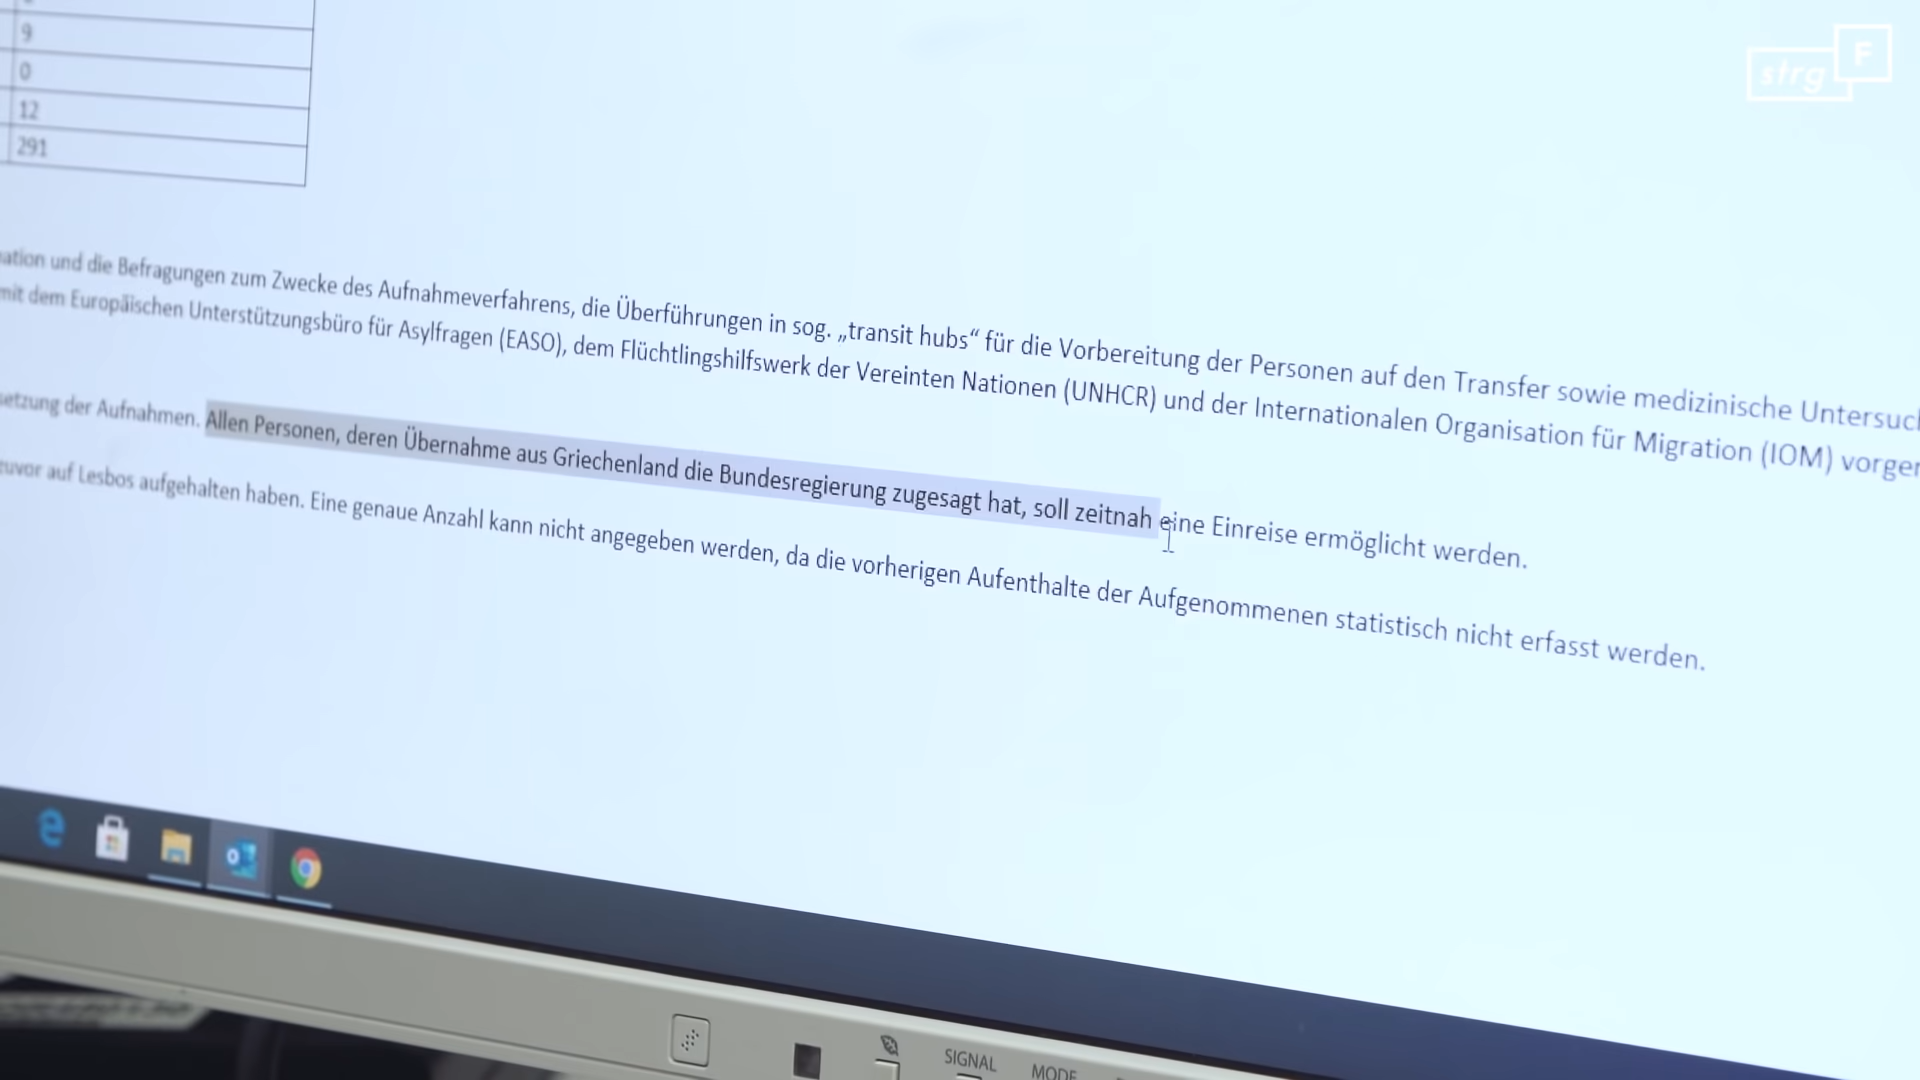 strg F
9
0
12
291
ation und die Befragungen zum Zwecke des Aufnahmeverfahrens, die Überführungen in sog. „transit hubs“ für die Vorbereitung der Personen auf den Transfer sowie medizinische Untersuch
mit dem Europäischen Unterstützungsbüro für Asylfragen (EASO), dem Flüchtlingshilfswerk der Vereinten Nationen (UNHCR) und der Internationalen Organisation für Migration (IOM) vorgen
setzung der Aufnahmen. Allen Personen, deren Übernahme aus Griechenland die Bundesregierung zugesagt hat, soll zeitnah eine Einreise ermöglicht werden.
zuvor auf Lesbos aufgehalten haben. Eine genaue Anzahl kann nicht angegeben werden, da die vorherigen Aufenthalte der Aufgenommenen statistisch nicht erfasst werden.
SIGNAL
MODE